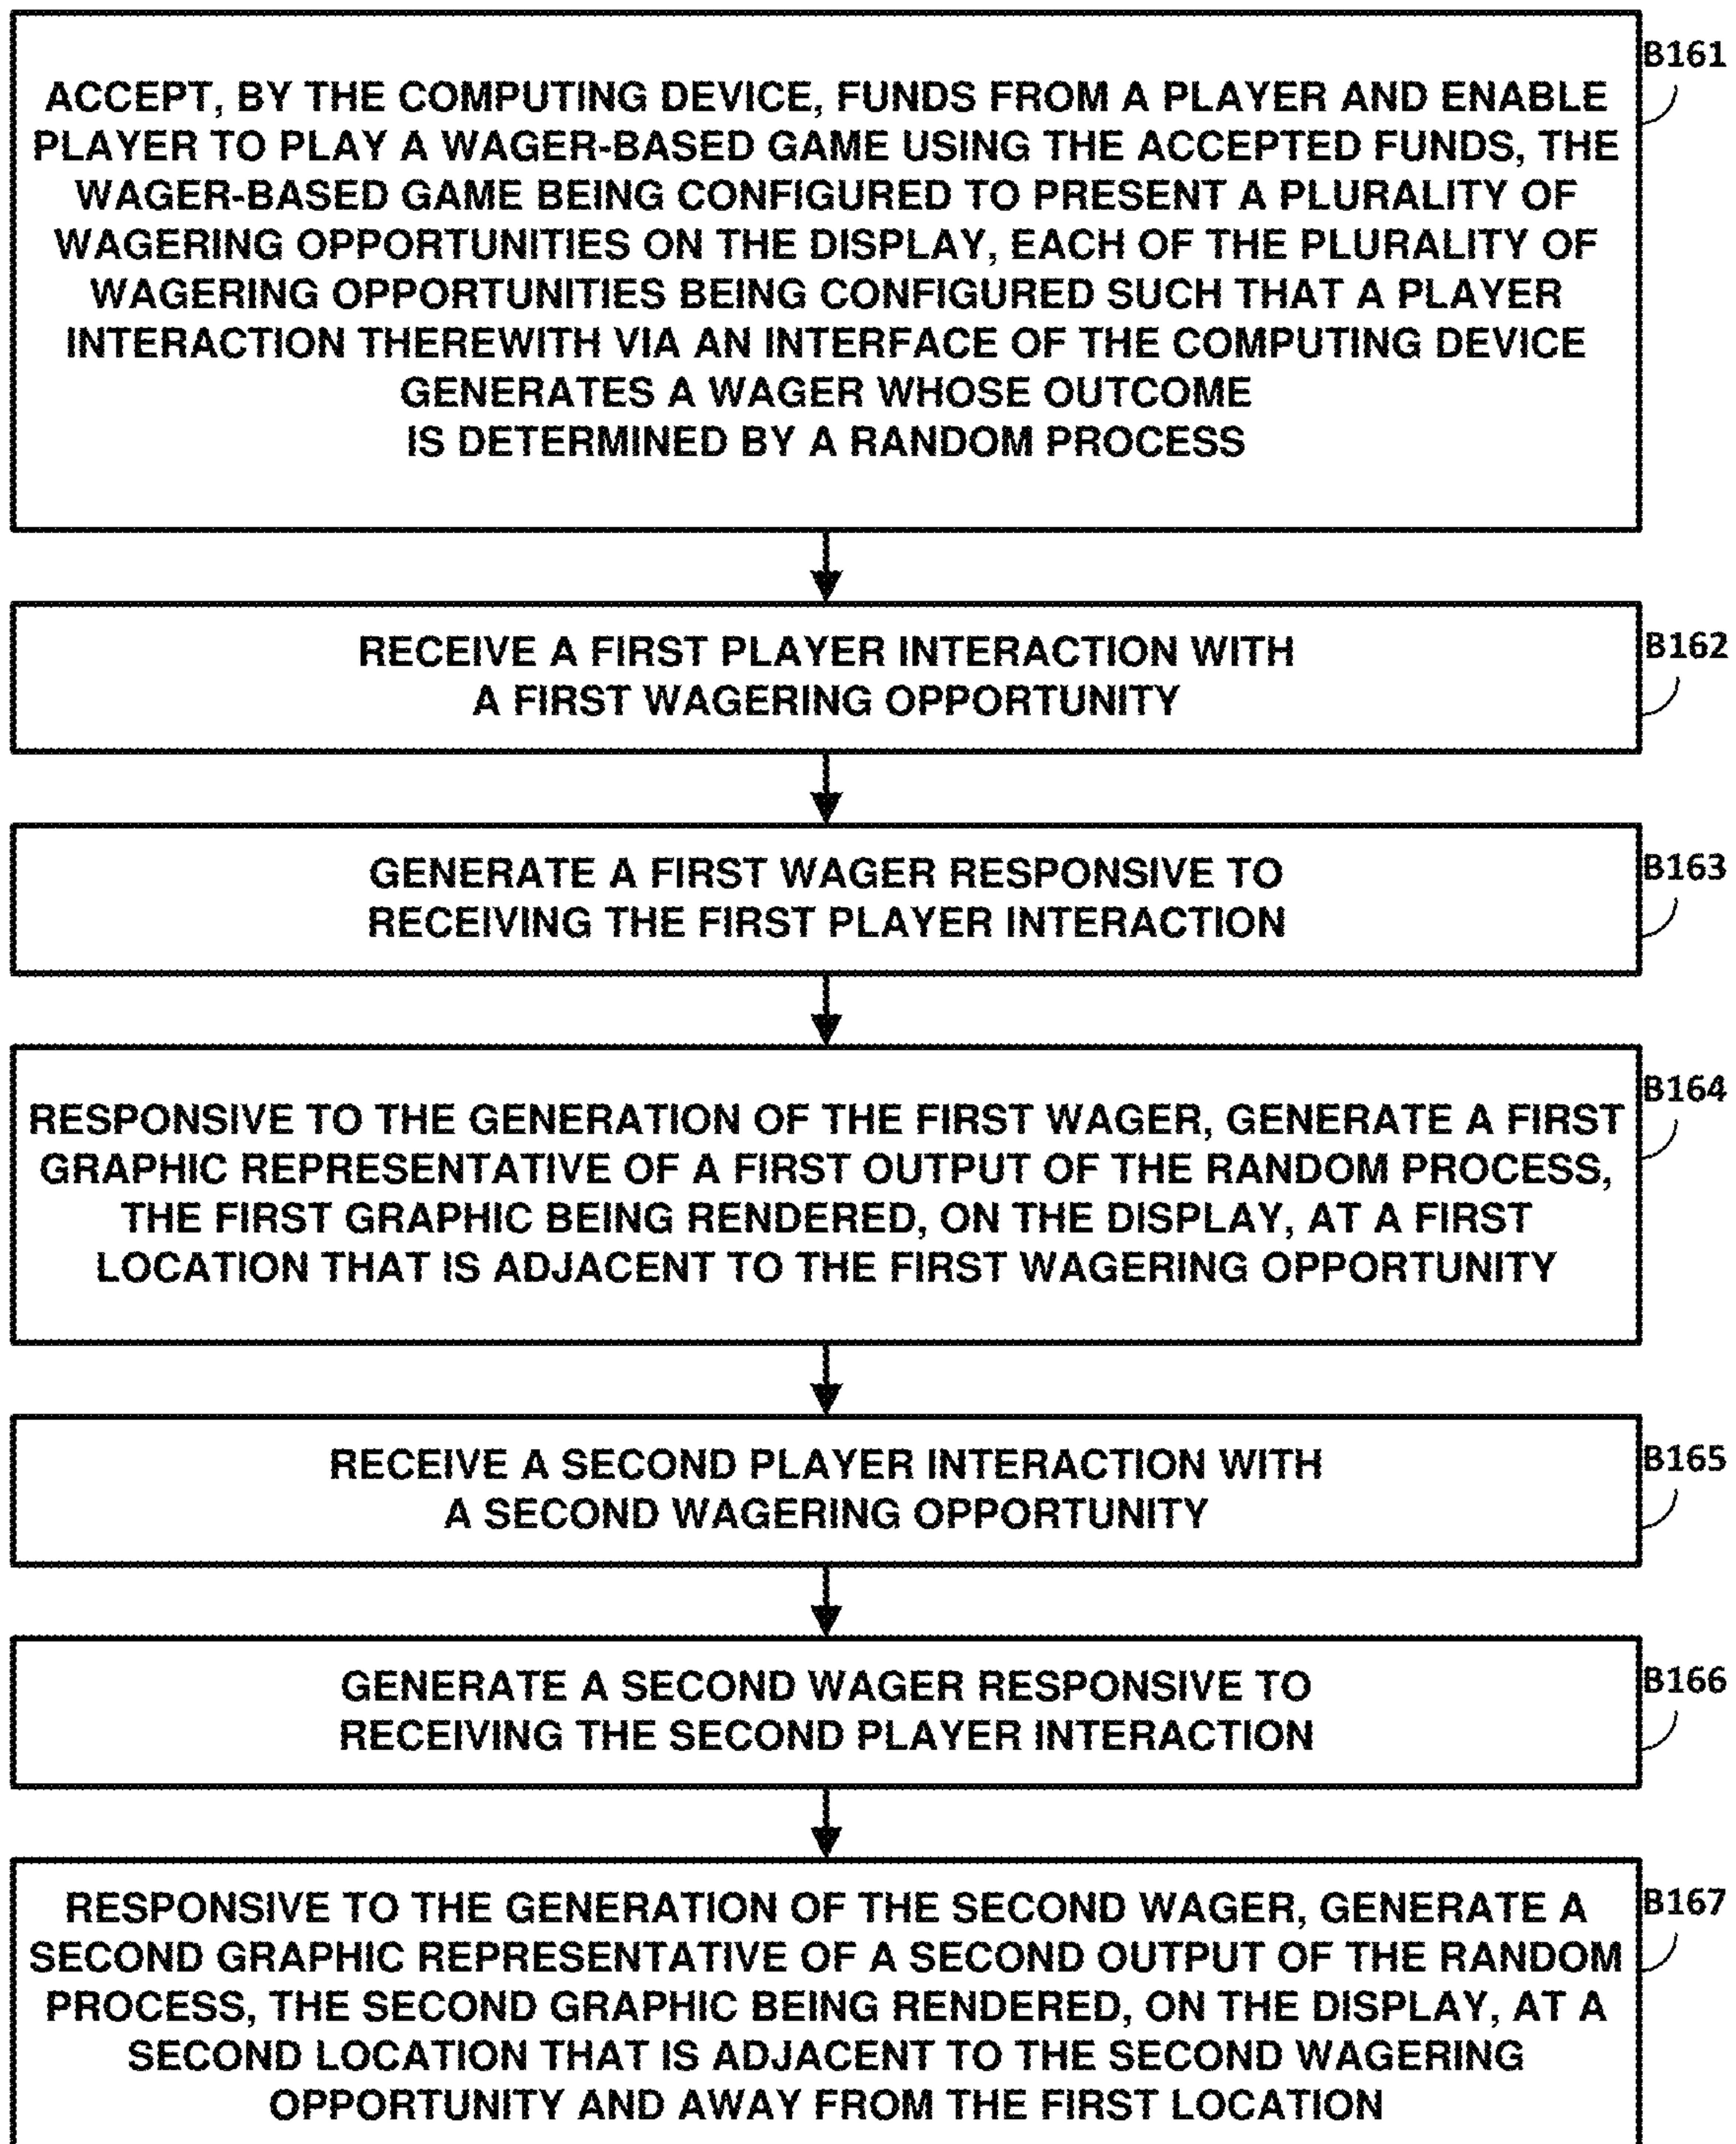 B161
ACCEPT, BY THE COMPUTING DEVICE, FUNDS FROM A PLAYER AND ENABLE
PLAYER TO PLAY A WAGER-BASED GAME USING THE ACCEPTED FUNDS, THE
WAGER-BASED GAME BEING CONFIGURED TO PRESENT A PLURALITY OF
WAGERING OPPORTUNITIES ON THE DISPLAY, EACH OF THE PLURALITY OF
WAGERING OPPORTUNITIES BEING CONFIGURED SUCH THAT A PLAYER
INTERACTION THEREWITH VIA AN INTERFACE OF THE COMPUTING DEVICE
GENERATES A WAGER WHOSE OUTCOME
IS DETERMINED BY A RANDOM PROCESS
B162
RECEIVE A FIRST PLAYER INTERACTION WITH
A FIRST WAGERING OPPORTUNITY
B163
GENERATE A FIRST WAGER RESPONSIVE TO
RECEIVING THE FIRST PLAYER INTERACTION
B164
RESPONSIVE TO THE GENERATION OF THE FIRST WAGER, GENERATE A FIRST
GRAPHIC REPRESENTATIVE OF A FIRST OUTPUT OF THE RANDOM PROCESS,
THE FIRST GRAPHIC BEING RENDERED, ON THE DISPLAY, AT A FIRST
LOCATION THAT IS ADJACENT TO THE FIRST WAGERING OPPORTUNITY
B165
RECEIVE A SECOND PLAYER INTERACTION WITH
A SECOND WAGERING OPPORTUNITY
B166
GENERATE A SECOND WAGER RESPONSIVE TO
RECEIVING THE SECOND PLAYER INTERACTION
B167
RESPONSIVE TO THE GENERATION OF THE SECOND WAGER, GENERATE A
SECOND GRAPHIC REPRESENTATIVE OF A SECOND OUTPUT OF THE RANDOM
PROCESS, THE SECOND GRAPHIC BEING RENDERED, ON THE DISPLAY, AT A
SECOND LOCATION THAT IS ADJACENT TO THE SECOND WAGERING
OPPORTUNITY AND AWAY FROM THE FIRST LOCATION